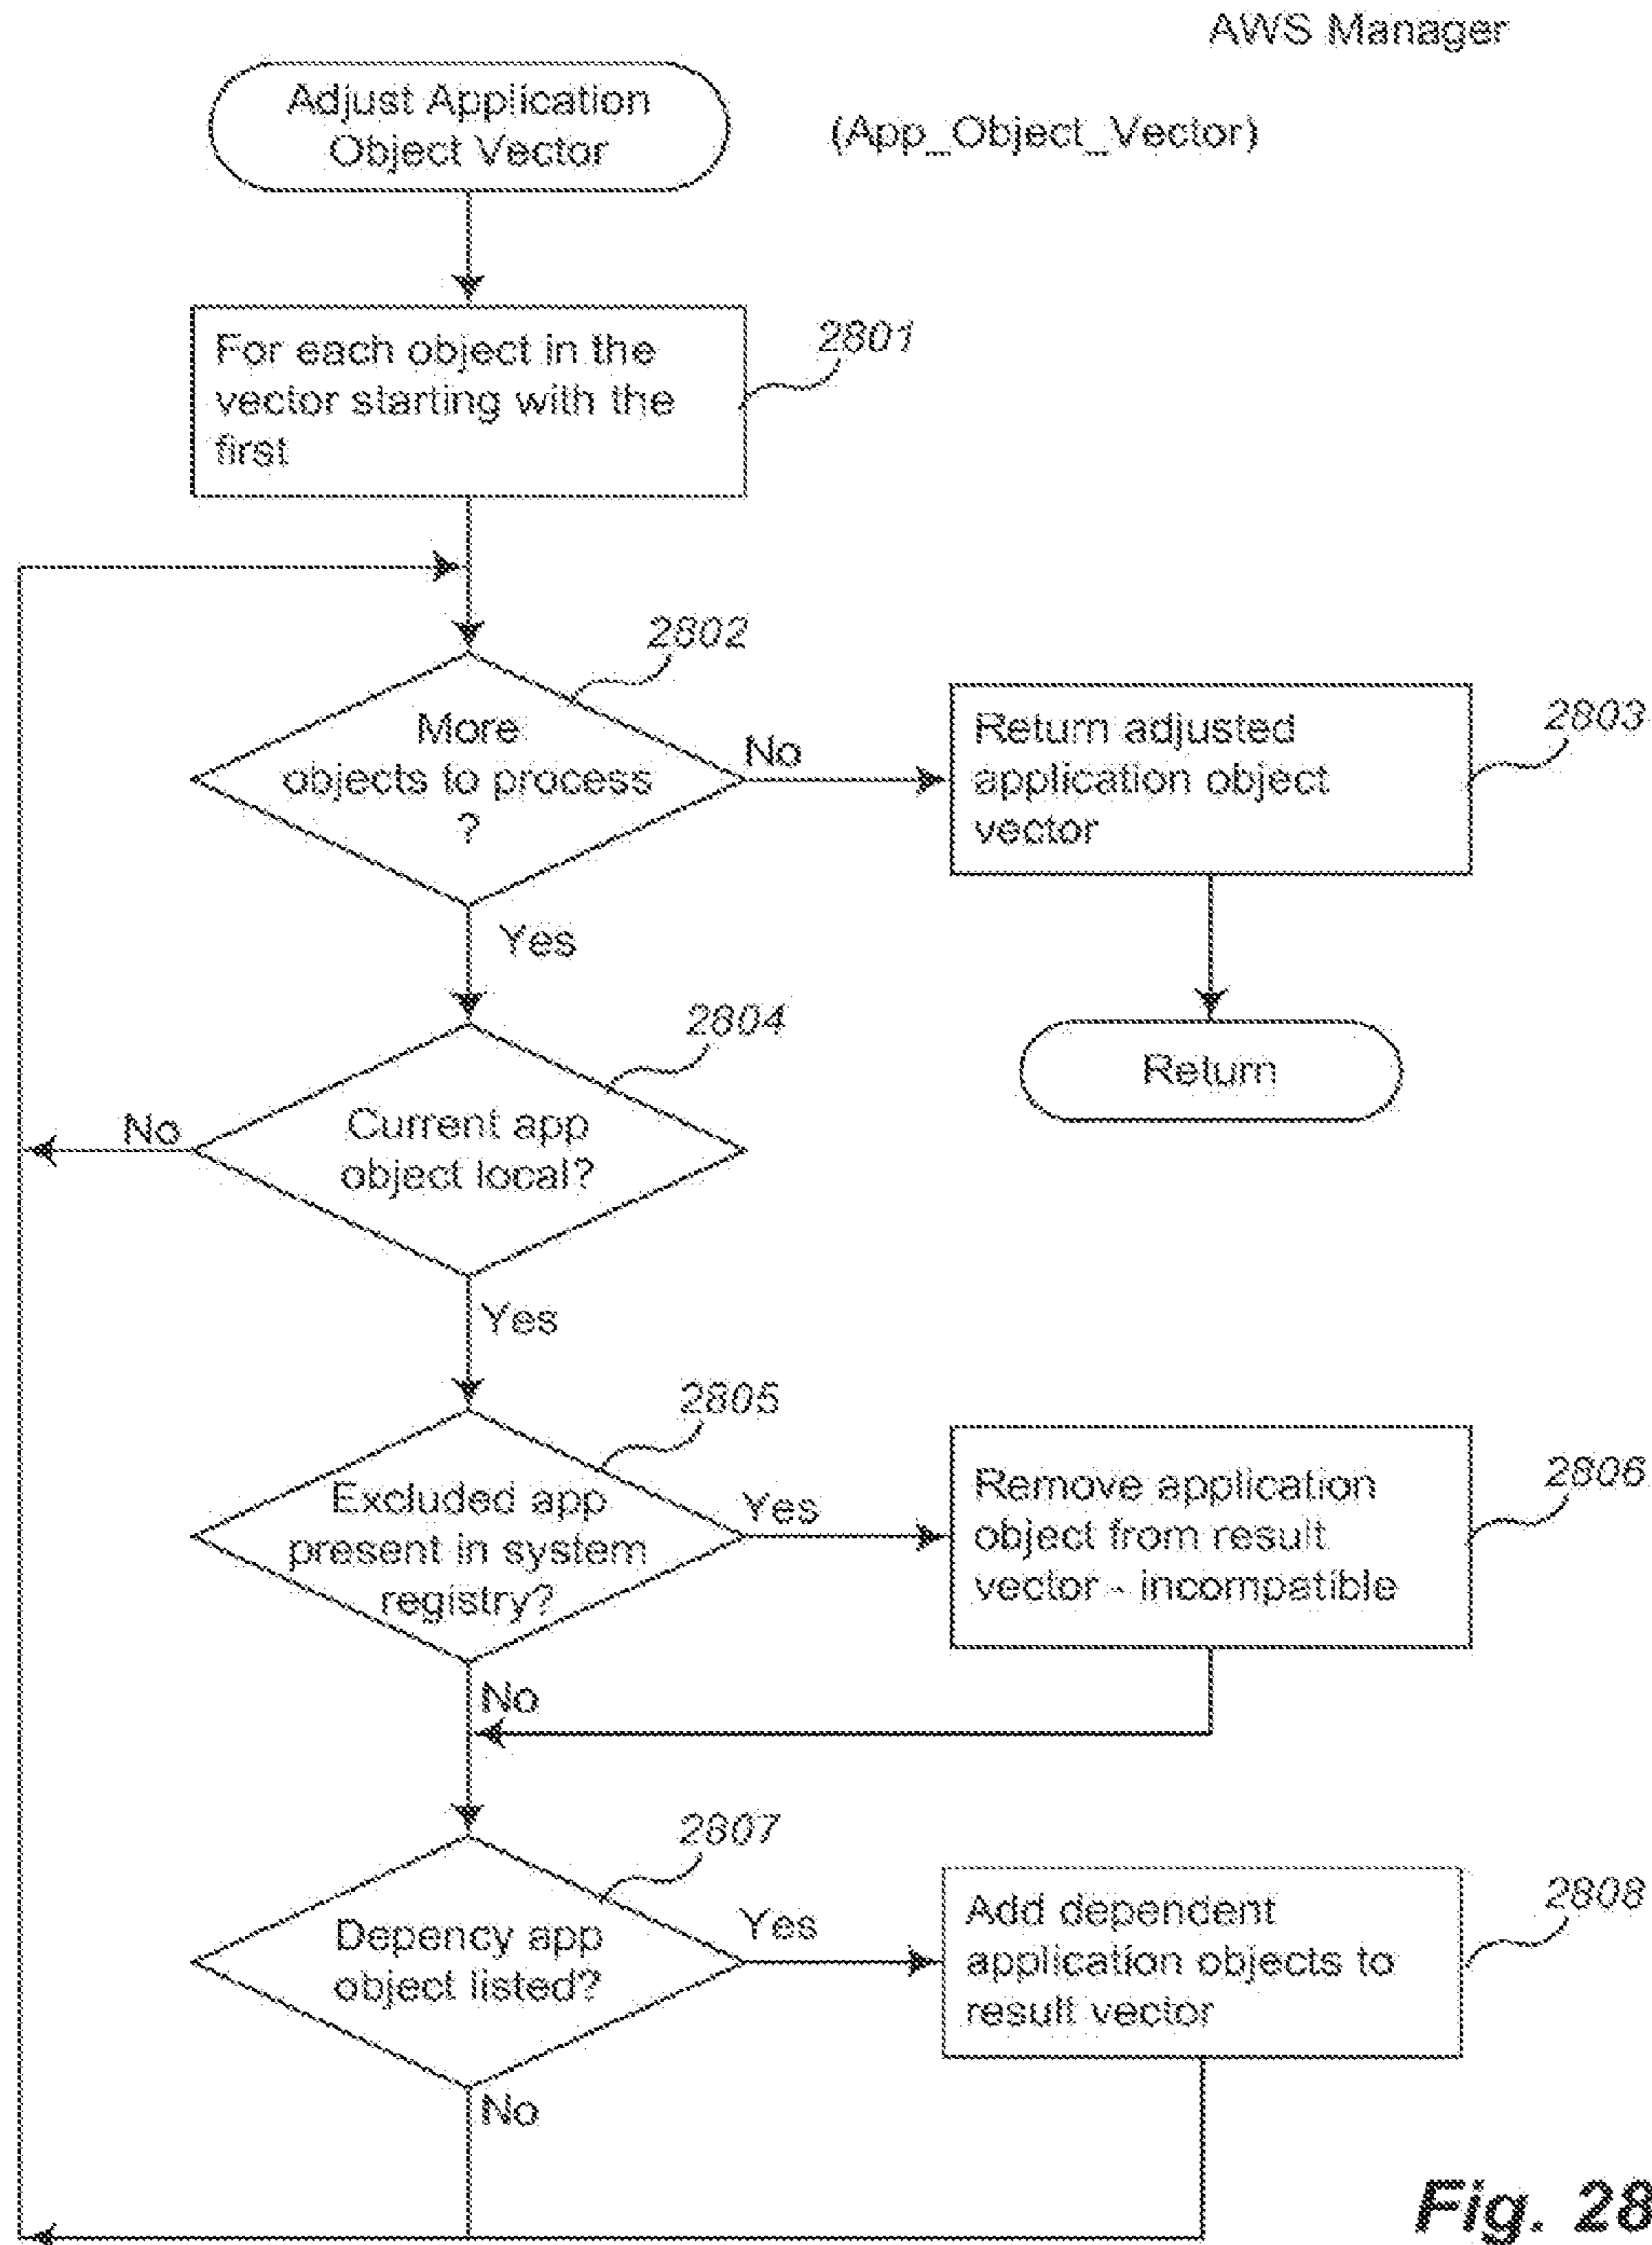 AWS Manager
Adjust Application
Object Vector
(App_Object_Vector)
For each object in the
vector starting with the
first
2801
2802
More
objects to process
?
No
Return adjusted
application object
vector
2803
Yes
Return
2804
Current app
object local?
No
Yes
2805
Excluded app
present in system
registry?
Yes
Remove application
object from result
vector - incompatible
2806
No
2807
Depency app
object listed?
Yes
Add dependent
application objects to
result vector
2808
No
Fig. 28